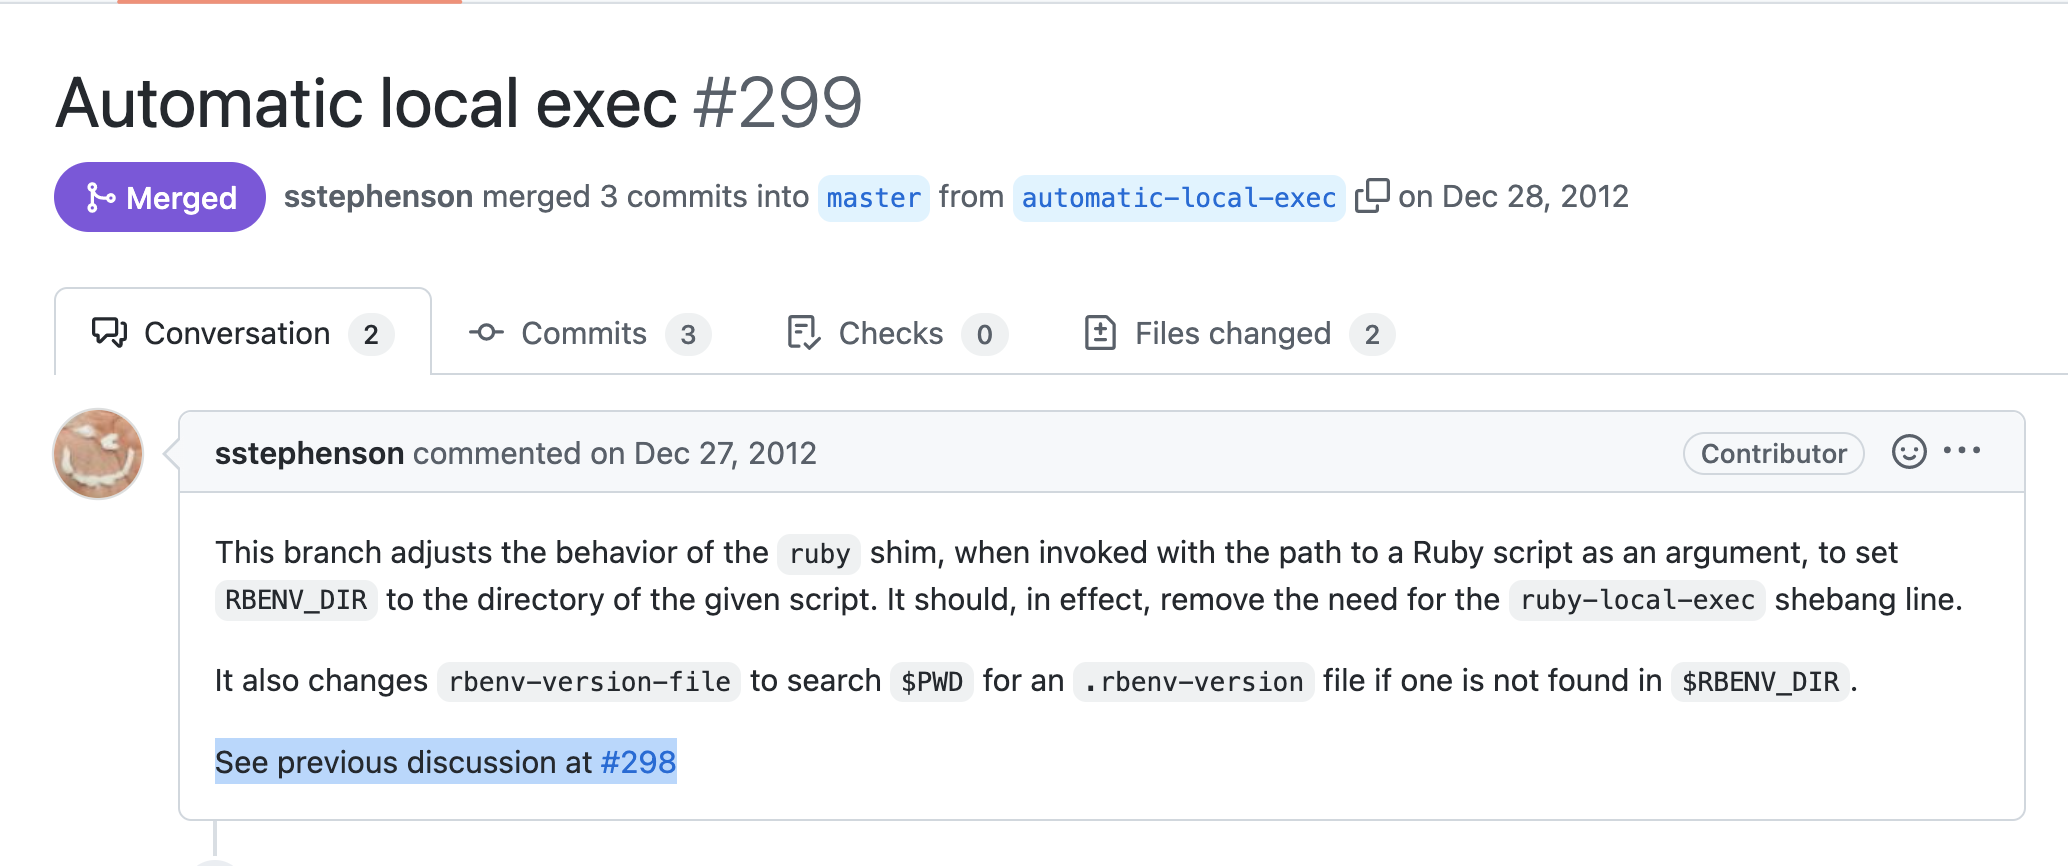 Automatic local exec #299
Merged sstephenson merged 3 commits into master from automatic-local-exec on Dec 28, 2012
Conversation 2 Commits 3 Checks 0 Files changed 2
sstephenson commented on Dec 27, 2012 Contributor
This branch adjusts the behavior of the ruby shim, when invoked with the path to a Ruby script as an argument, to set
RBENV_DIR to the directory of the given script. It should, in effect, remove the need for the ruby-local-exec shebang line.
It also changes rbenv-version-file to search $PWD for an .rbenv-version file if one is not found in $RBENV_DIR.
See previous discussion at #298